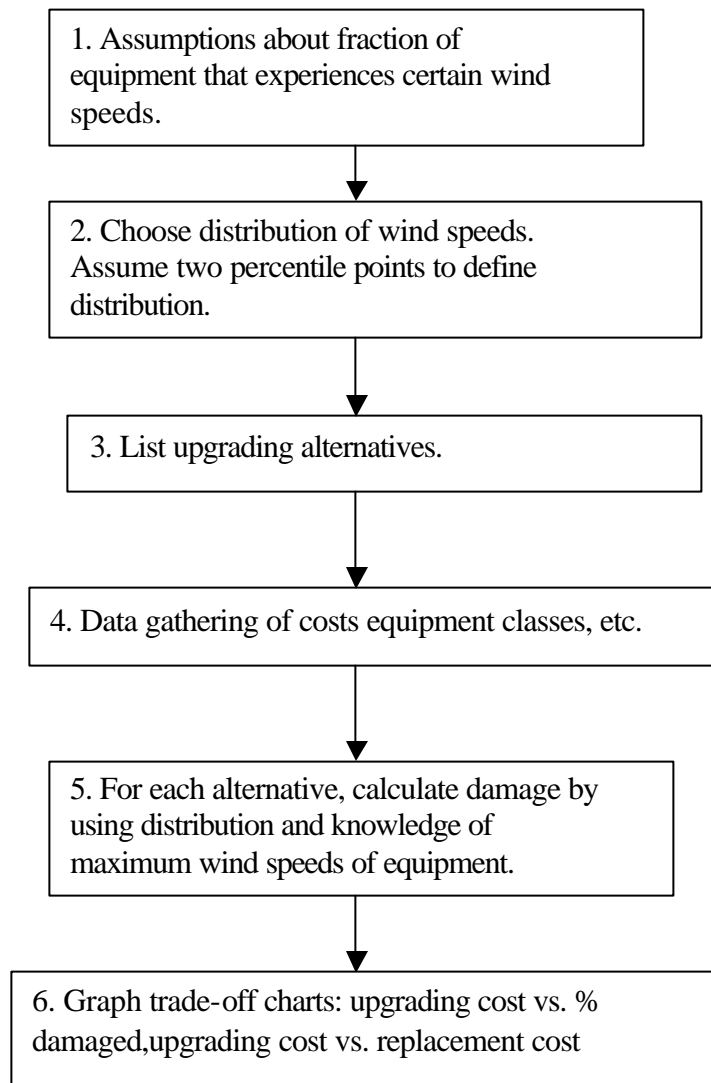 1. Assumptions about fraction of
equipment that experiences certain wind
speeds.
2. Choose distribution of wind speeds.
Assume two percentile points to define
distribution.
3. List upgrading alternatives.
4. Data gathering of costs equipment classes, etc.
5. For each alternative, calculate damage by
using distribution and knowledge of
maximum wind speeds of equipment.
6. Graph trade-off charts: upgrading cost vs. %
damaged,upgrading cost vs. replacement cost